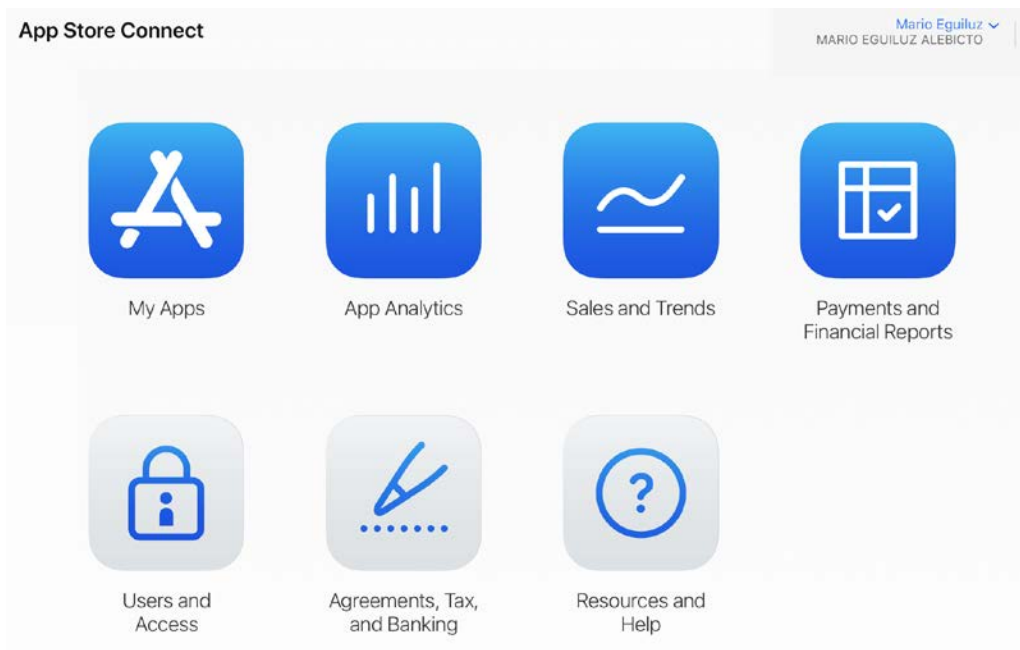 App Store Connect
Mario Eguiluz
MARIO EGUILUZ ALEBICTO
My Apps
App Analytics
Sales and Trends
Payments and
Financial Reports
Users and
Access
Agreements, Tax,
and Banking
Resources and
Help